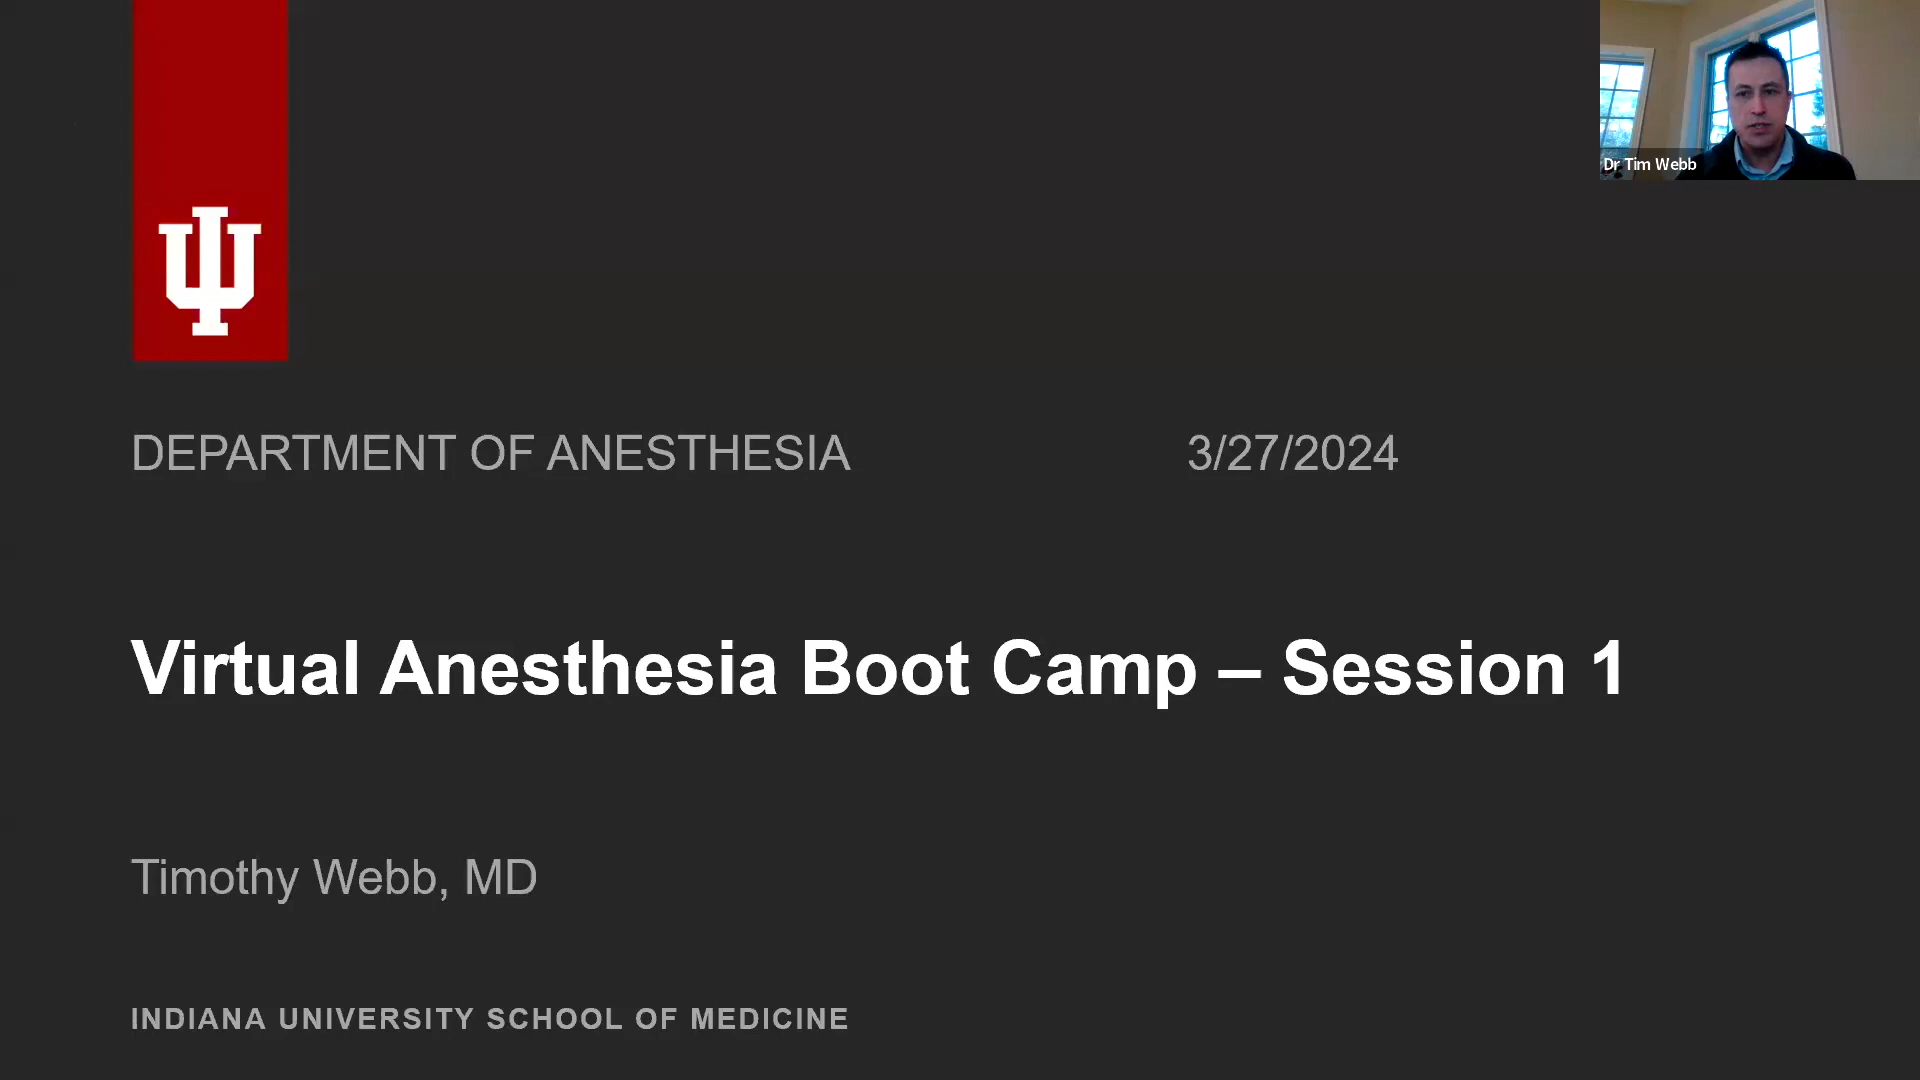 Dr Tim Webb
DEPARTMENT OF ANESTHESIA
3/27/2024
Virtual Anesthesia Boot Camp – Session 1
Timothy Webb, MD
INDIANA UNIVERSITY SCHOOL OF MEDICINE